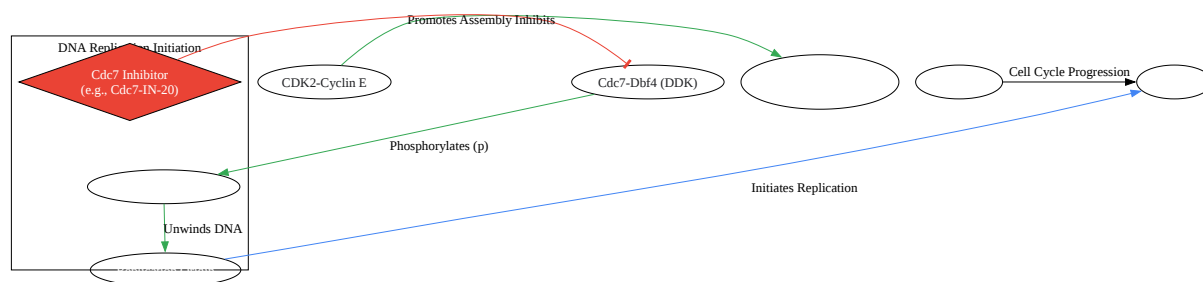 Promotes Assembly Inhibits
DNA Replication Initiation
Cdc7 Inhibitor
(e.g., Cdc7-IN-20)
CDK2-Cyclin E
Cdc7-Dbf4 (DDK)
Cell Cycle Progression
Phosphorylates (p)
Initiates Replication
Unwinds DNA